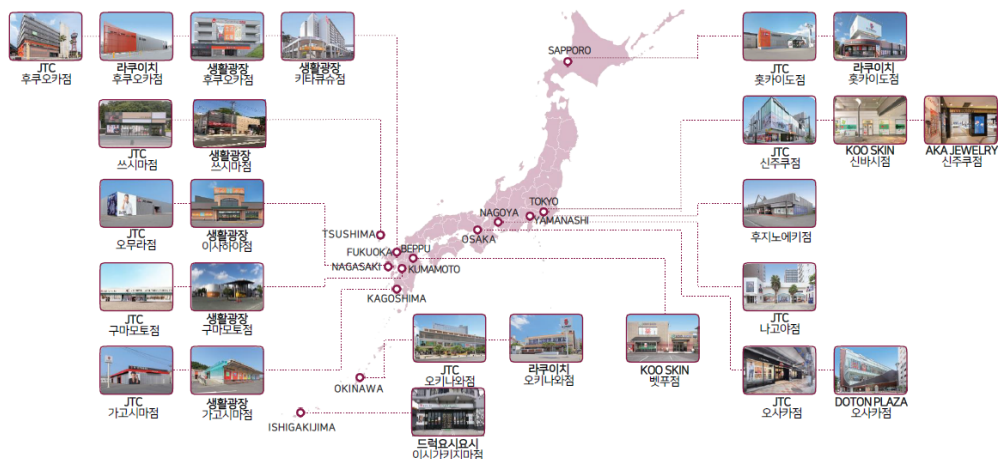 JTC
후쿠오카점
라쿠이치
후쿠오카점
생활광장
후쿠오카점
생활광장
키타큐슈점
SAPPORO
JTC
홋카이도점
라쿠이치
홋카이도점
JTC
쓰시마점
생활광장
쓰시마점
JTC
신주쿠점
KOO SKIN
신바시점
AKA JEWELRY
신주쿠점
JTC
오무라점
생활광장
이사하야점
TOKYO
NAGOYA
YAMANASHI
OSAKA
TSUSHIMA
FUKUOKA
BEPPU
NAGASAKI
KUMAMOTO
KAGOSHIMA
후지노에키점
JTC
구마모토점
생활광장
구마모토점
JTC
나고야점
JTC
가고시마점
생활광장
가고시마점
OKINAWA
JTC
오키나와점
라쿠이치
오키나와점
KOO SKIN
벳푸점
JTC
오사카점
DOTON PLAZA
오사카점
ISHIGAKIJIMA
드럭요시요시
이시가키지마점